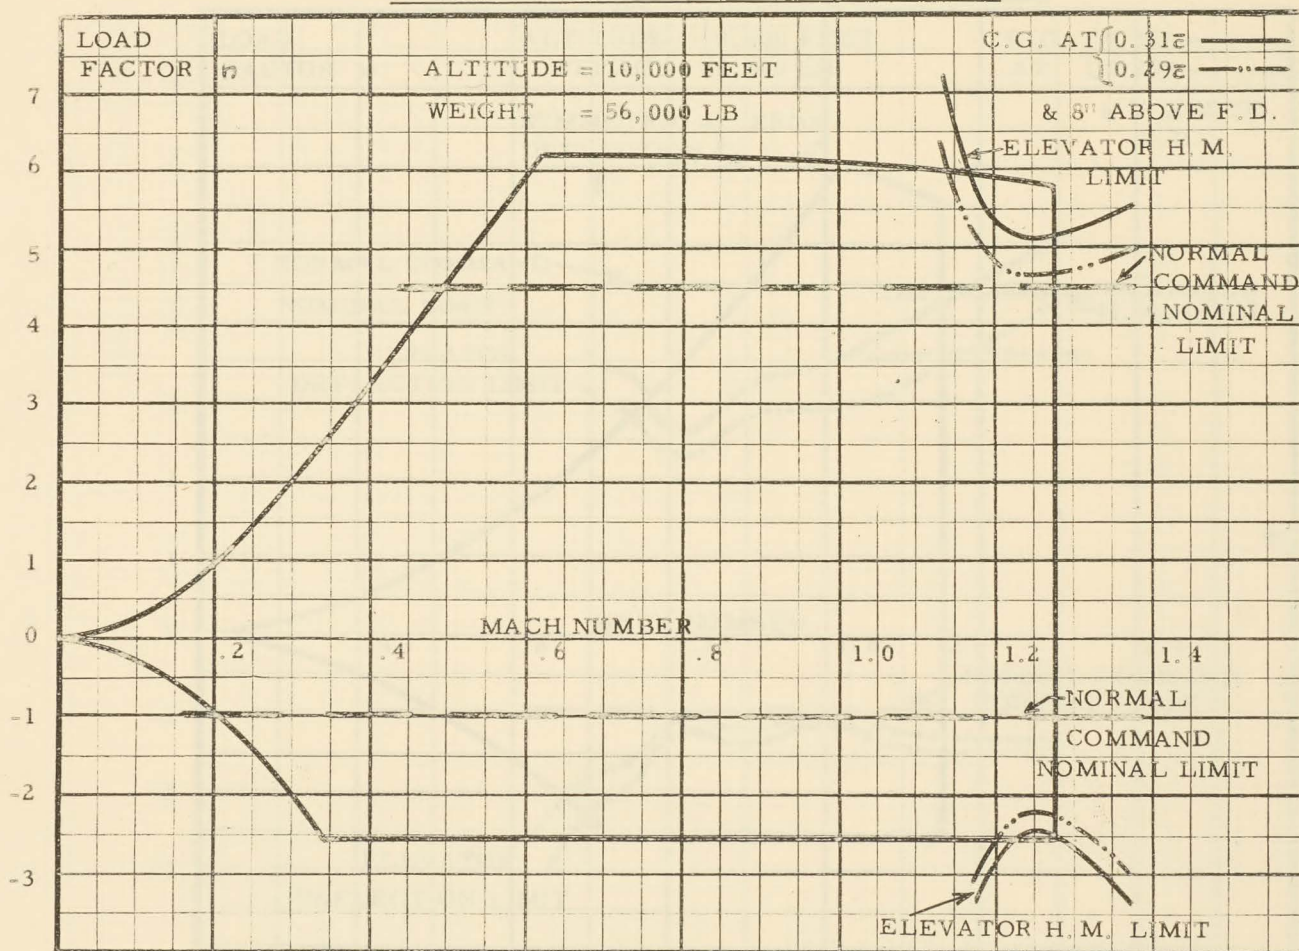 LOAD
FACTOR n
ALTITUDE = 10,000 FEET
WEIGHT = 56,000 LB
C.G. AT { 0.31c̄
0.29c̄
& 8" ABOVE F.D.
ELEVATOR H.M.
LIMIT
NORMAL
COMMAND
NOMINAL
LIMIT
7
6
5
4
3
2
1
0
-1
-2
-3
MACH NUMBER
.2 .4 .6 .8 1.0 1.2 1.4
NORMAL
COMMAND
NOMINAL LIMIT
ELEVATOR H.M. LIMIT